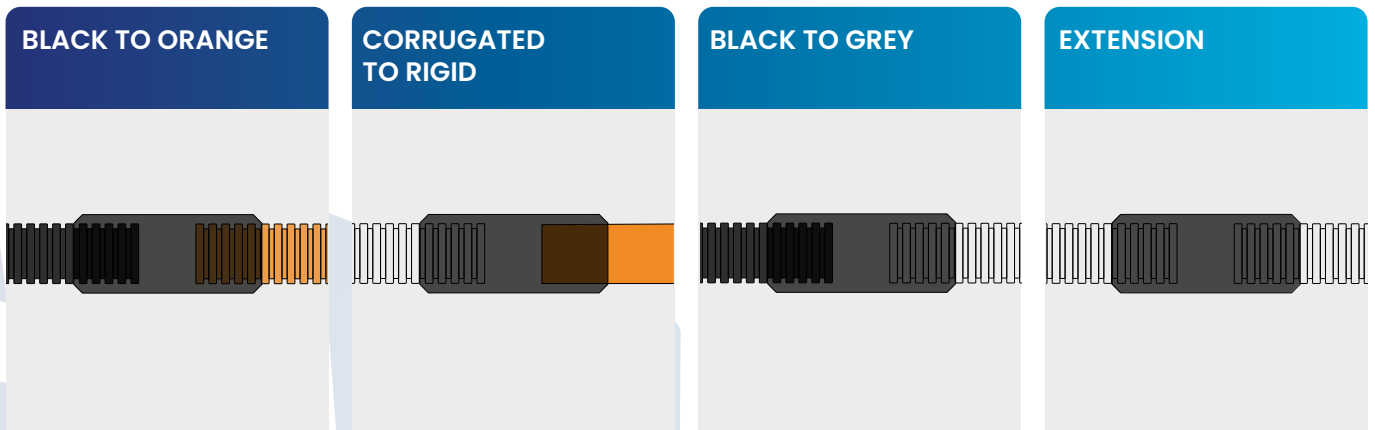 BLACK TO ORANGE
CORRUGATED
TO RIGID
BLACK TO GREY
EXTENSION